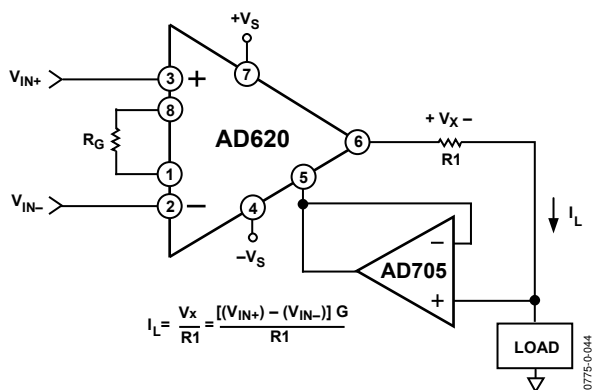 +VS
VIN+
3
+
7
8
RG
AD620
6
+ VX –
R1
1
5
VIN–
2
–
4
–VS
IL
–
AD705
+
IL = VX / R1 = [(VIN+) – (VIN–)] G / R1
LOAD
0775-0-044